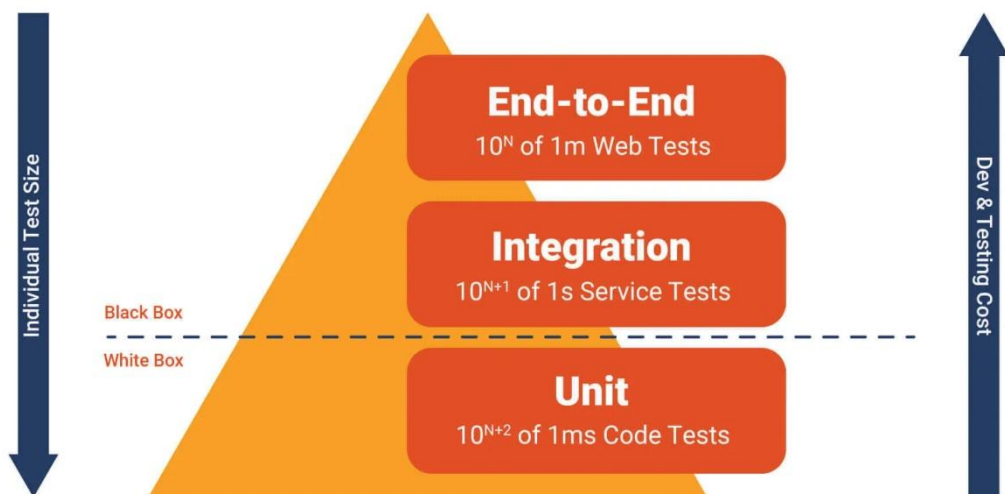 End-to-End
10ᴺ of 1m Web Tests
Individual Test Size
Dev & Testing Cost
Integration
10ᴺ⁺¹ of 1s Service Tests
Black Box
White Box
Unit
10ᴺ⁺² of 1ms Code Tests